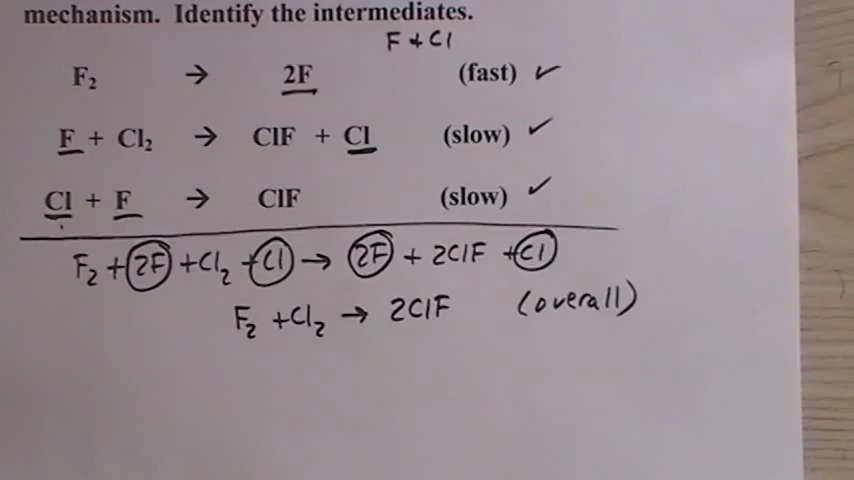 mechanism. Identify the intermediates.
F + Cl
F₂ → 2F (fast) ✓
F + Cl₂ → ClF + Cl (slow) ✓
Cl + F → ClF (slow) ✓
F₂ + 2F + Cl₂ + Cl → 2F + 2ClF + Cl
F₂ + Cl₂ → 2ClF (overall)